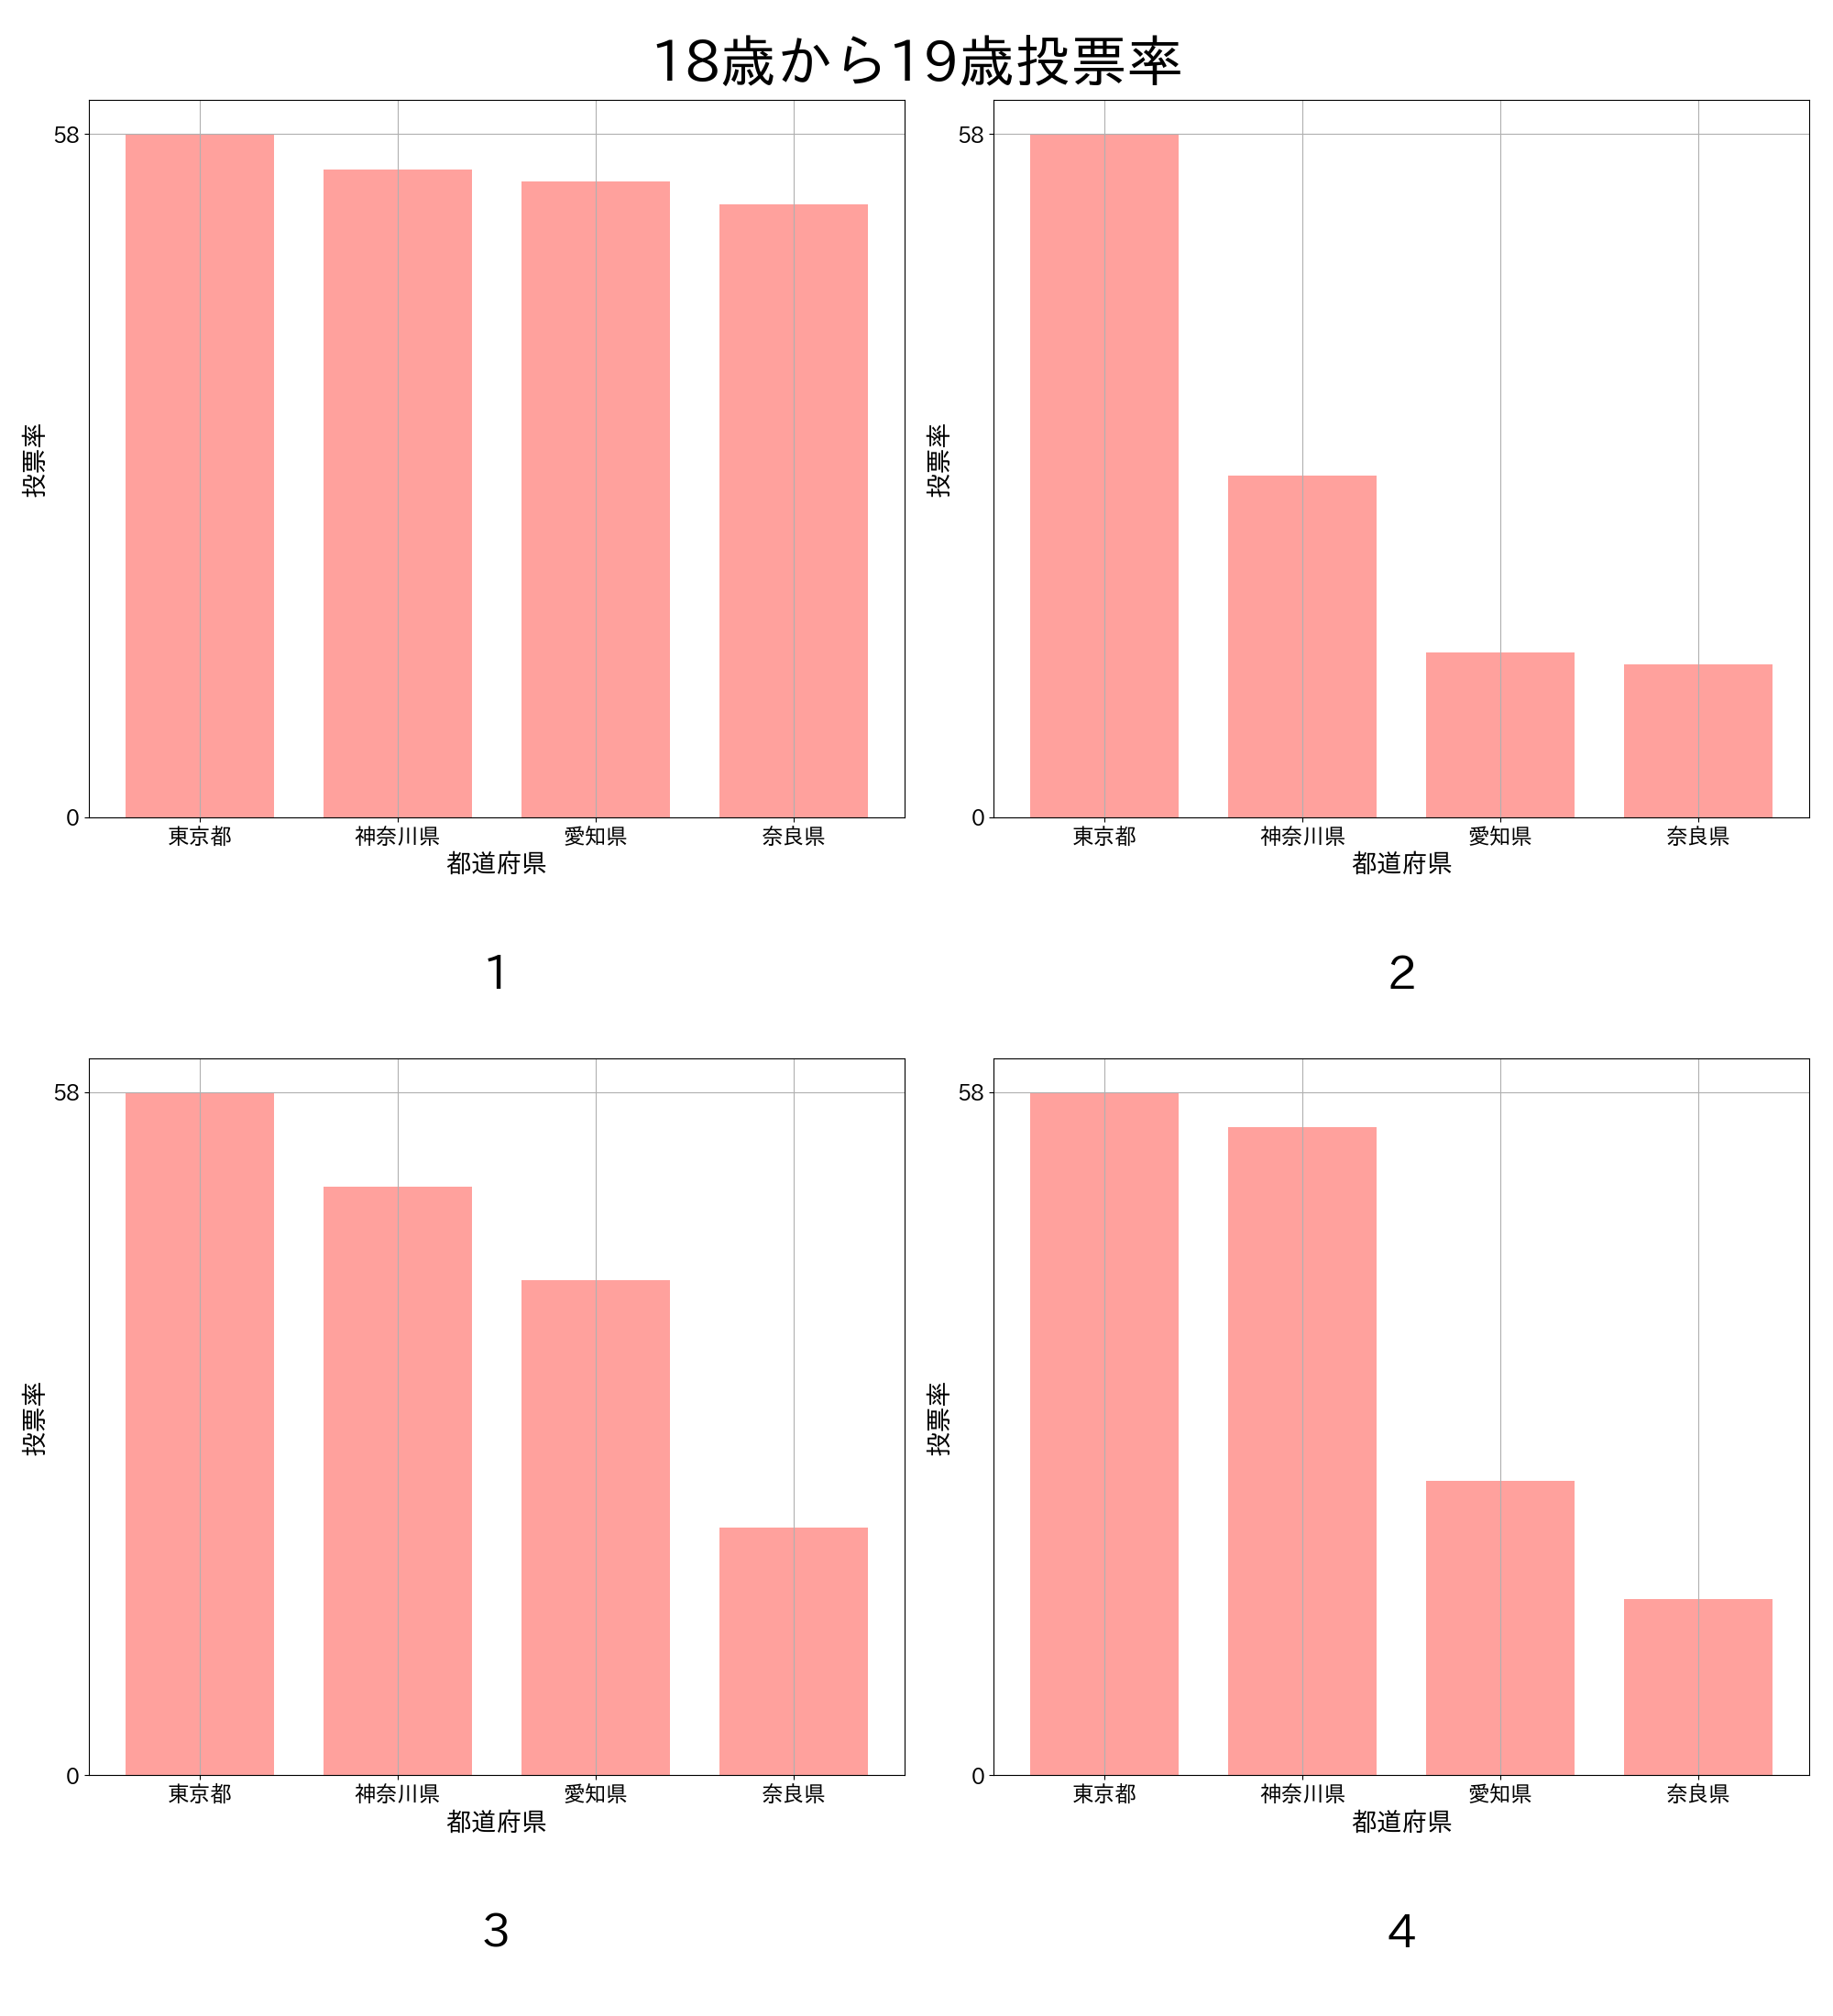 18歳から19歳投票率
58
0
投票率
東京都 神奈川県 愛知県 奈良県
都道府県
1
58
0
投票率
東京都 神奈川県 愛知県 奈良県
都道府県
2
58
0
投票率
東京都 神奈川県 愛知県 奈良県
都道府県
3
58
0
投票率
東京都 神奈川県 愛知県 奈良県
都道府県
4